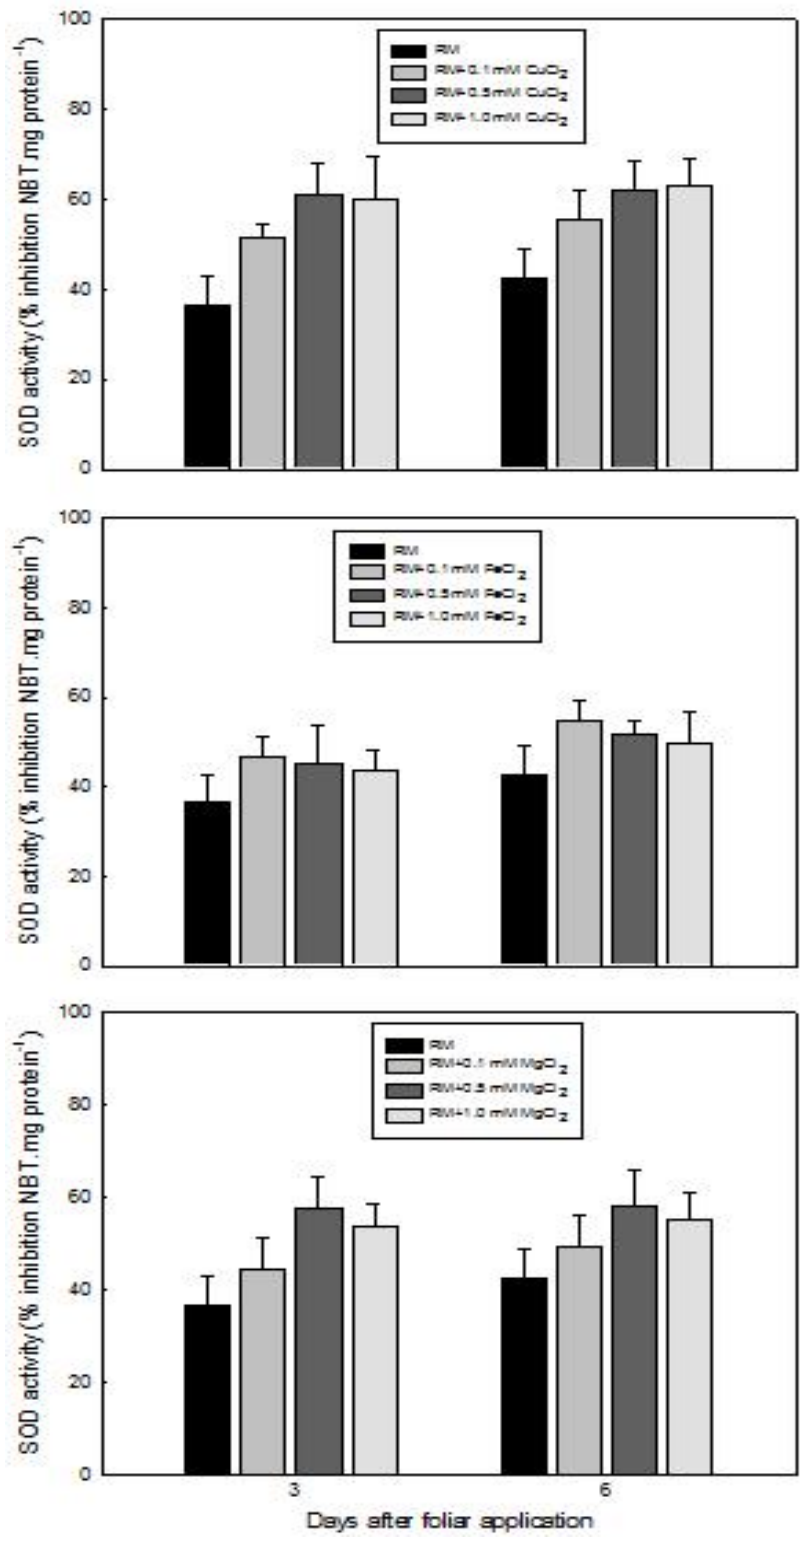 SOD activity (% inhibition NBT.mg protein⁻¹)
100
80
60
40
20
0
RM
RM+0.1mM CuCl₂
RM+0.5mM CuCl₂
RM+1.0mM CuCl₂
SOD activity (% inhibition NBT.mg protein⁻¹)
100
80
60
40
20
0
RM
RM+0.1mM FeCl₂
RM+0.5mM FeCl₂
RM+1.0mM FeCl₂
SOD activity (% inhibition NBT.mg protein⁻¹)
100
80
60
40
20
0
RM
RM+0.1 mM MgCl₂
RM+0.5 mM MgCl₂
RM+1.0 mM MgCl₂
3 6
Days after foliar application